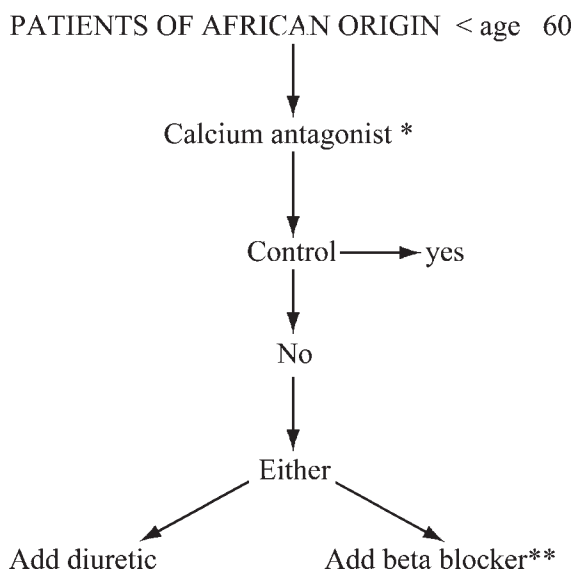 PATIENTS OF AFRICAN ORIGIN < age 60
Calcium antagonist *
Control yes
No
Either
Add diuretic Add beta blocker**